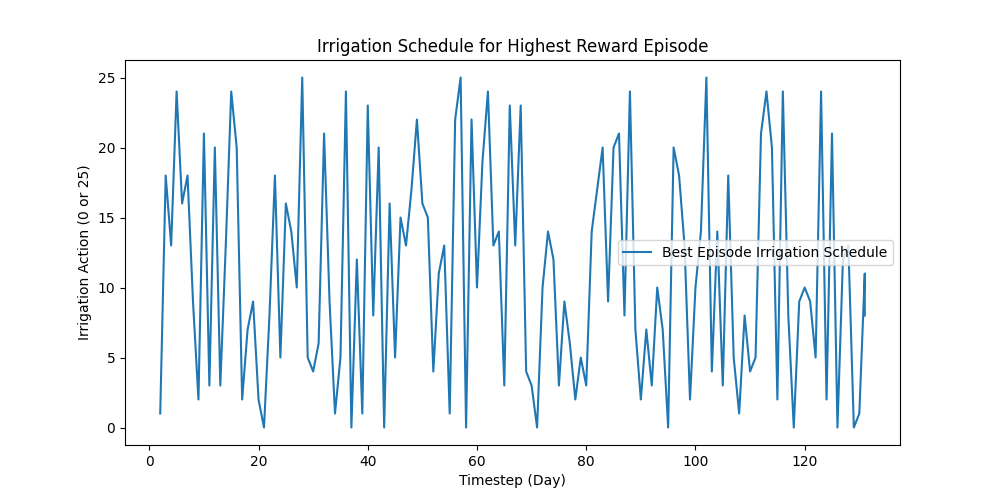 Irrigation Schedule for Highest Reward Episode
Irrigation Action (0 or 25)
25
20
15
10
5
0
Best Episode Irrigation Schedule
0 20 40 60 80 100 120
Timestep (Day)